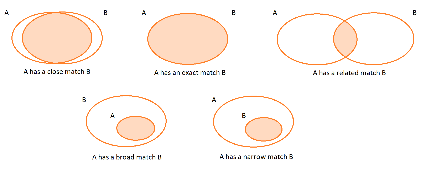 A B
A has a close match B
A B
A has an exact match B
A B
A has a related match B
B
A
A has a broad match B
A
B
A has a narrow match B